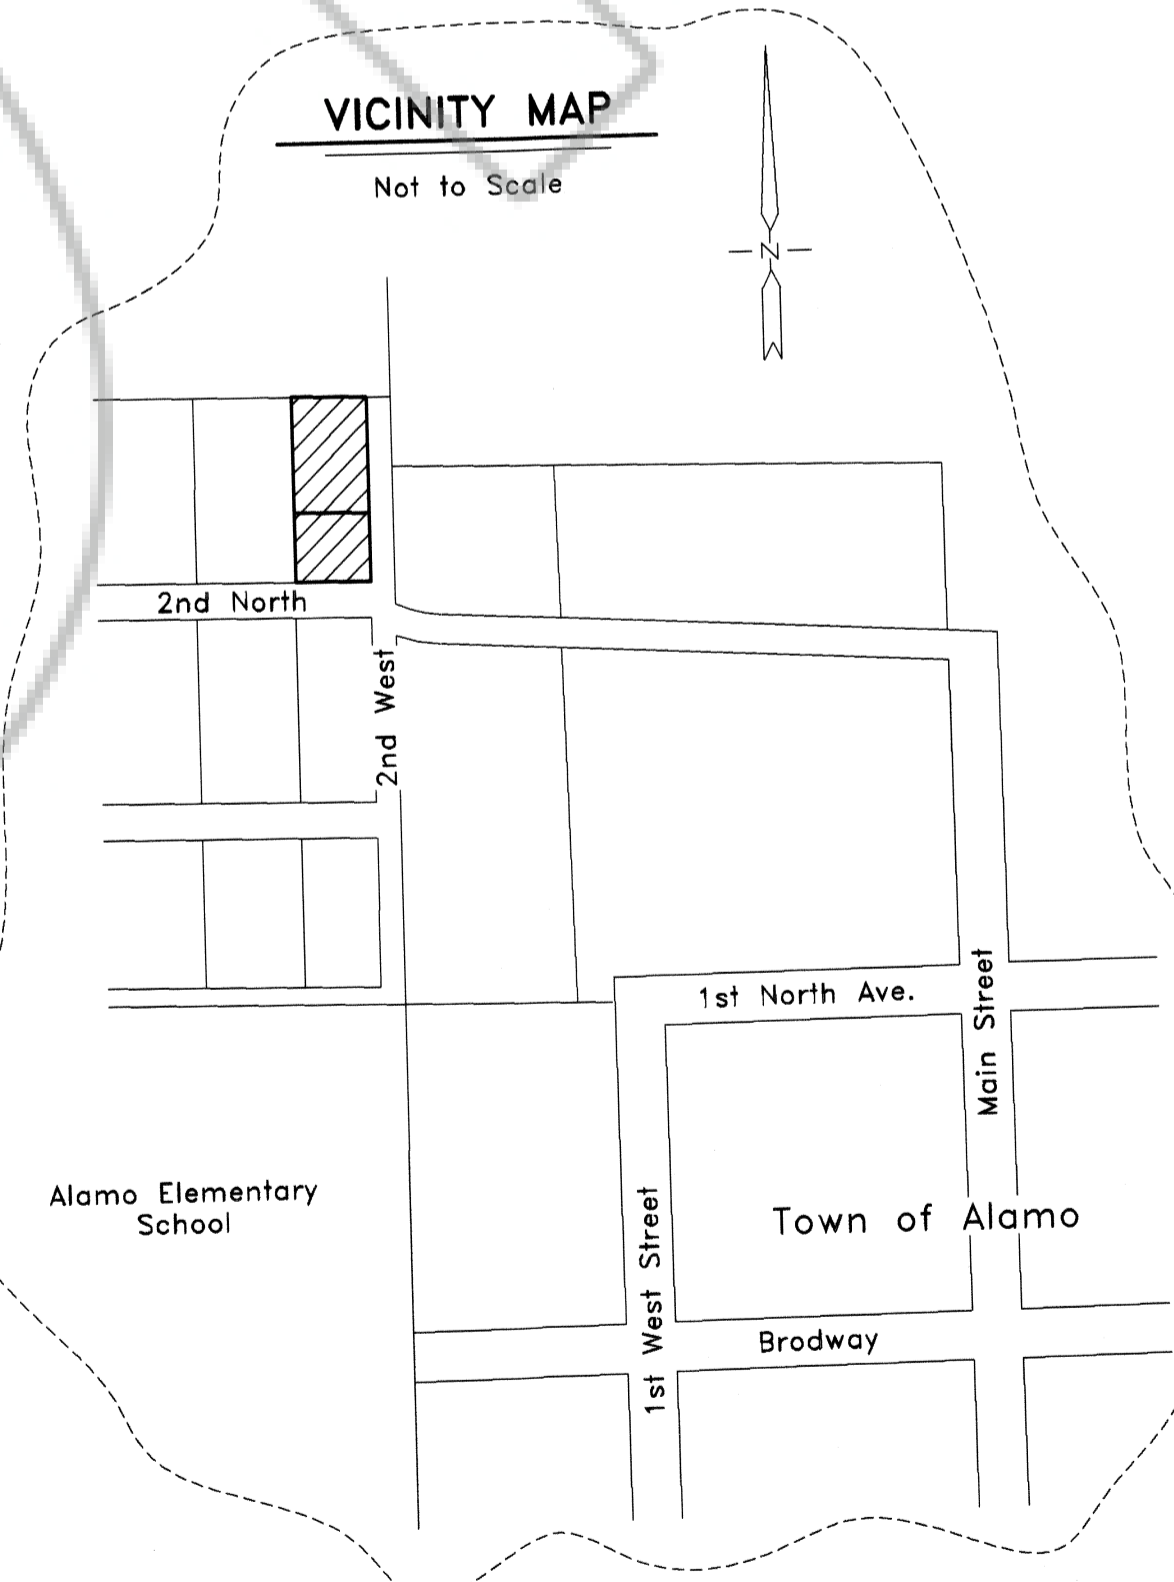 VICINITY MAP
Not to Scale
N
2nd North
2nd West
1st North Ave.
Main Street
Alamo Elementary
School
1st West Street
Town of Alamo
Brodway